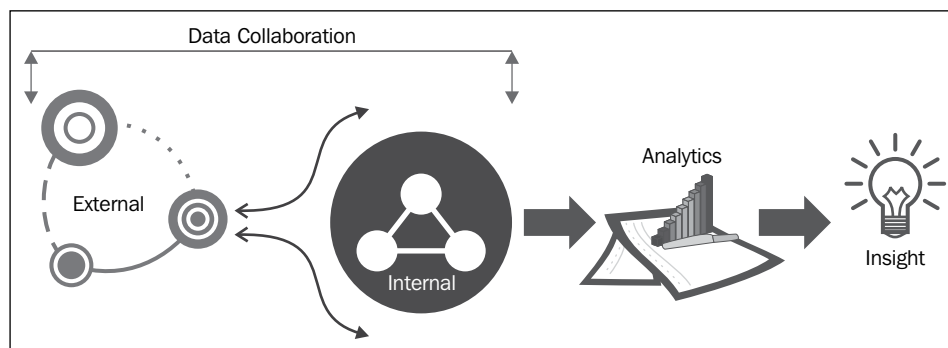 Data Collaboration
External
Internal
Analytics
Insight